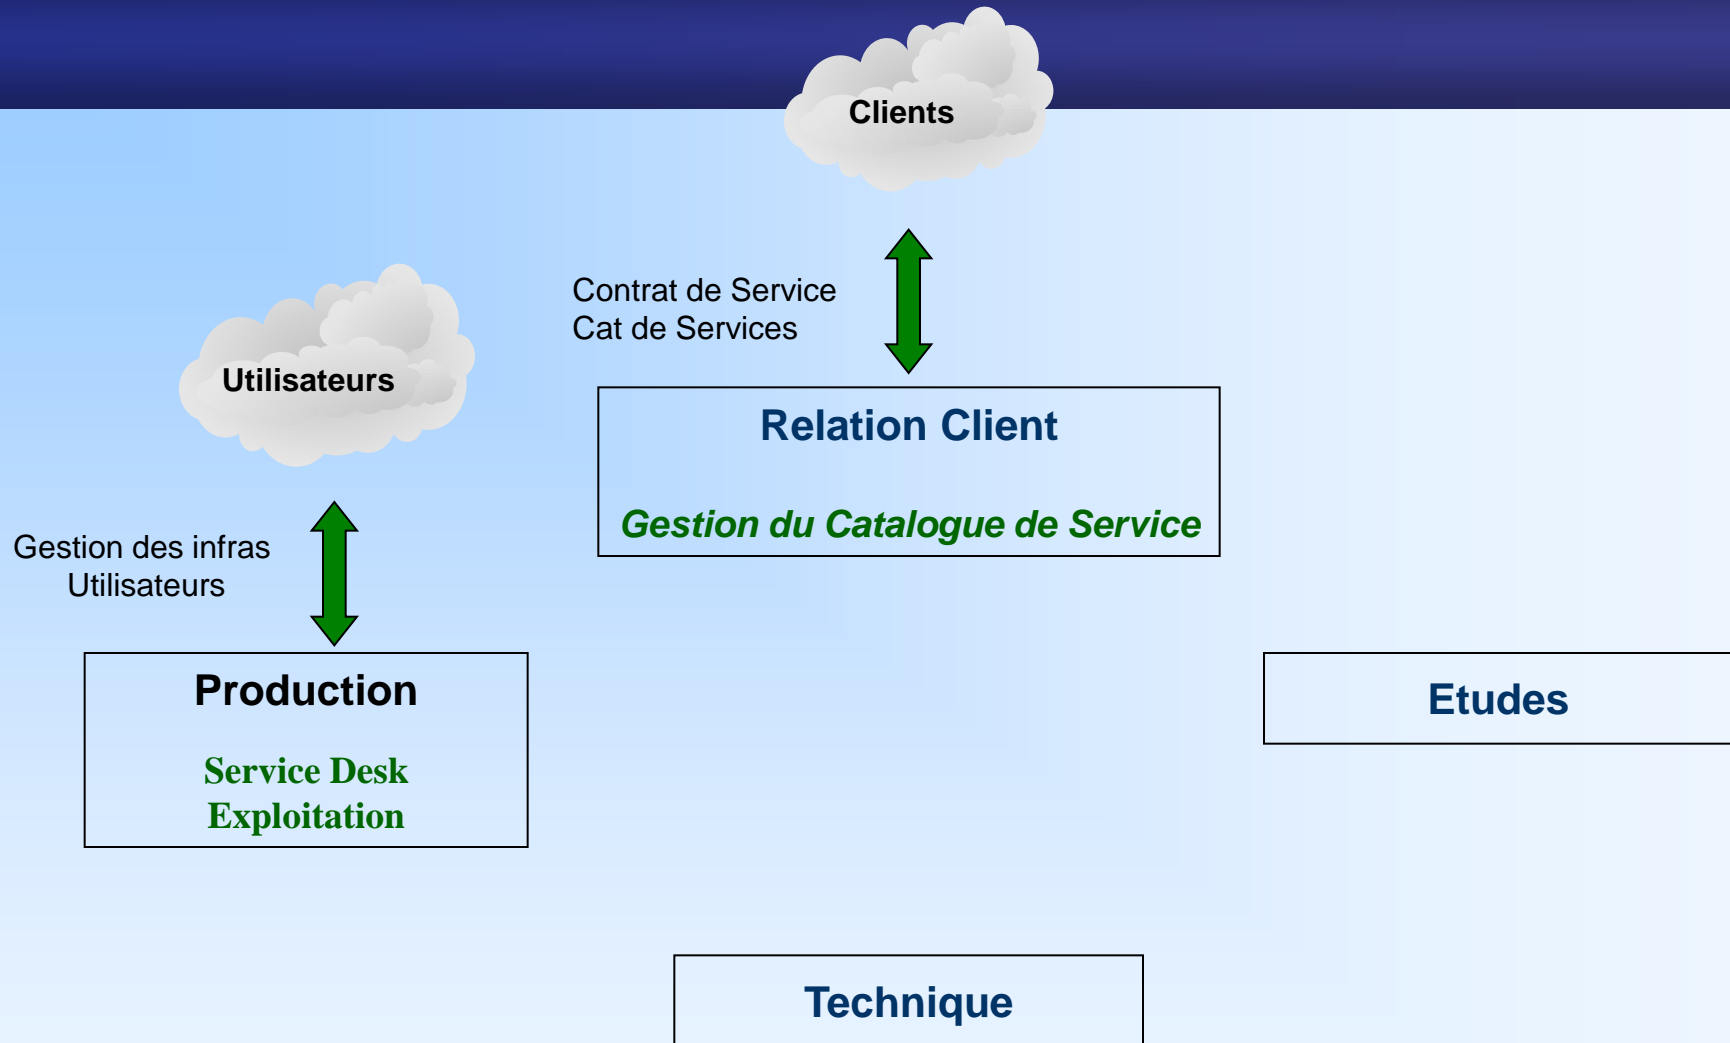 Clients
Contrat de Service
Cat de Services
Utilisateurs
Relation Client
Gestion du Catalogue de Service
Gestion des infras
Utilisateurs
Production
Service Desk
Exploitation
Etudes
Technique